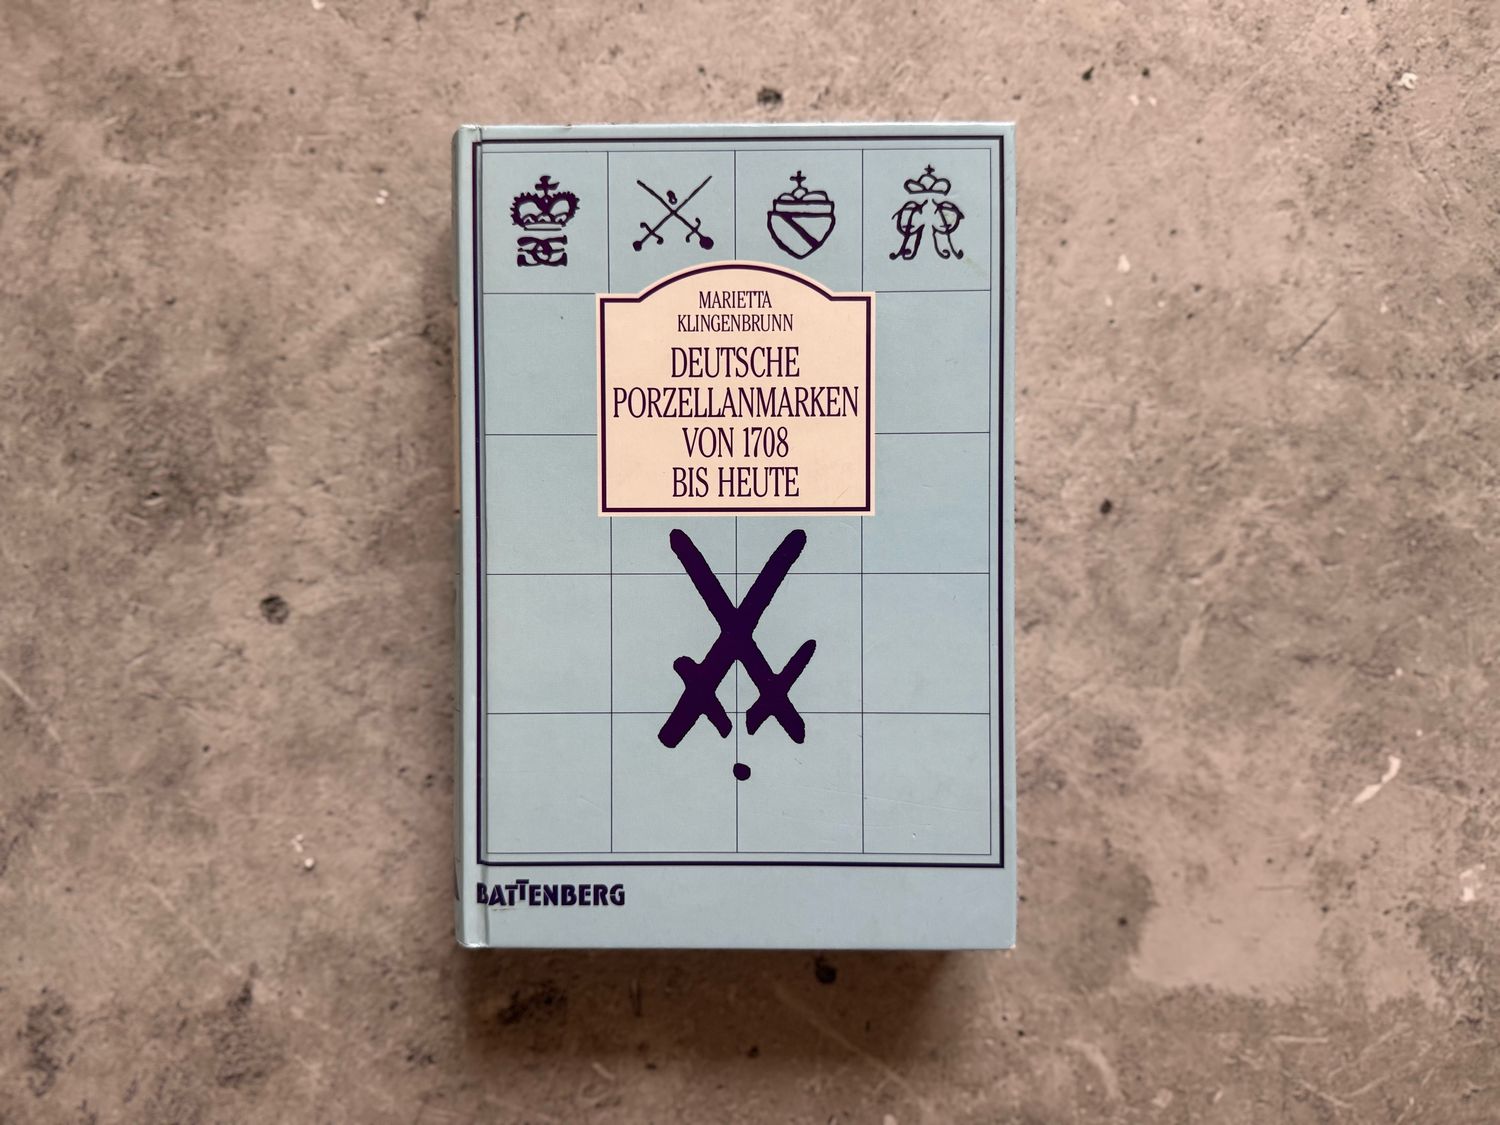 MARIETTA
KLINGENBRUNN
DEUTSCHE
PORZELLANMARKEN
VON 1708
BIS HEUTE
BATTENBERG